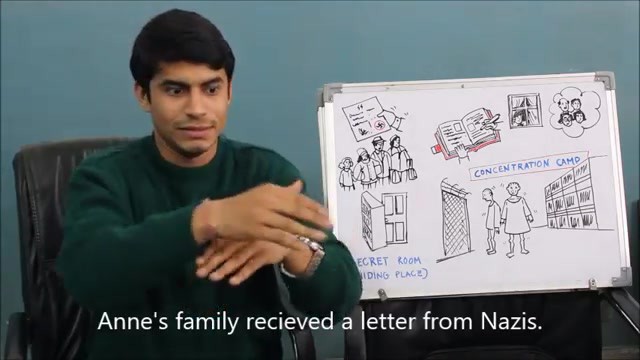 CONCENTRATION CAMP
ECRET ROOM
IDING PLACE)
Anne's family recieved a letter from Nazis.